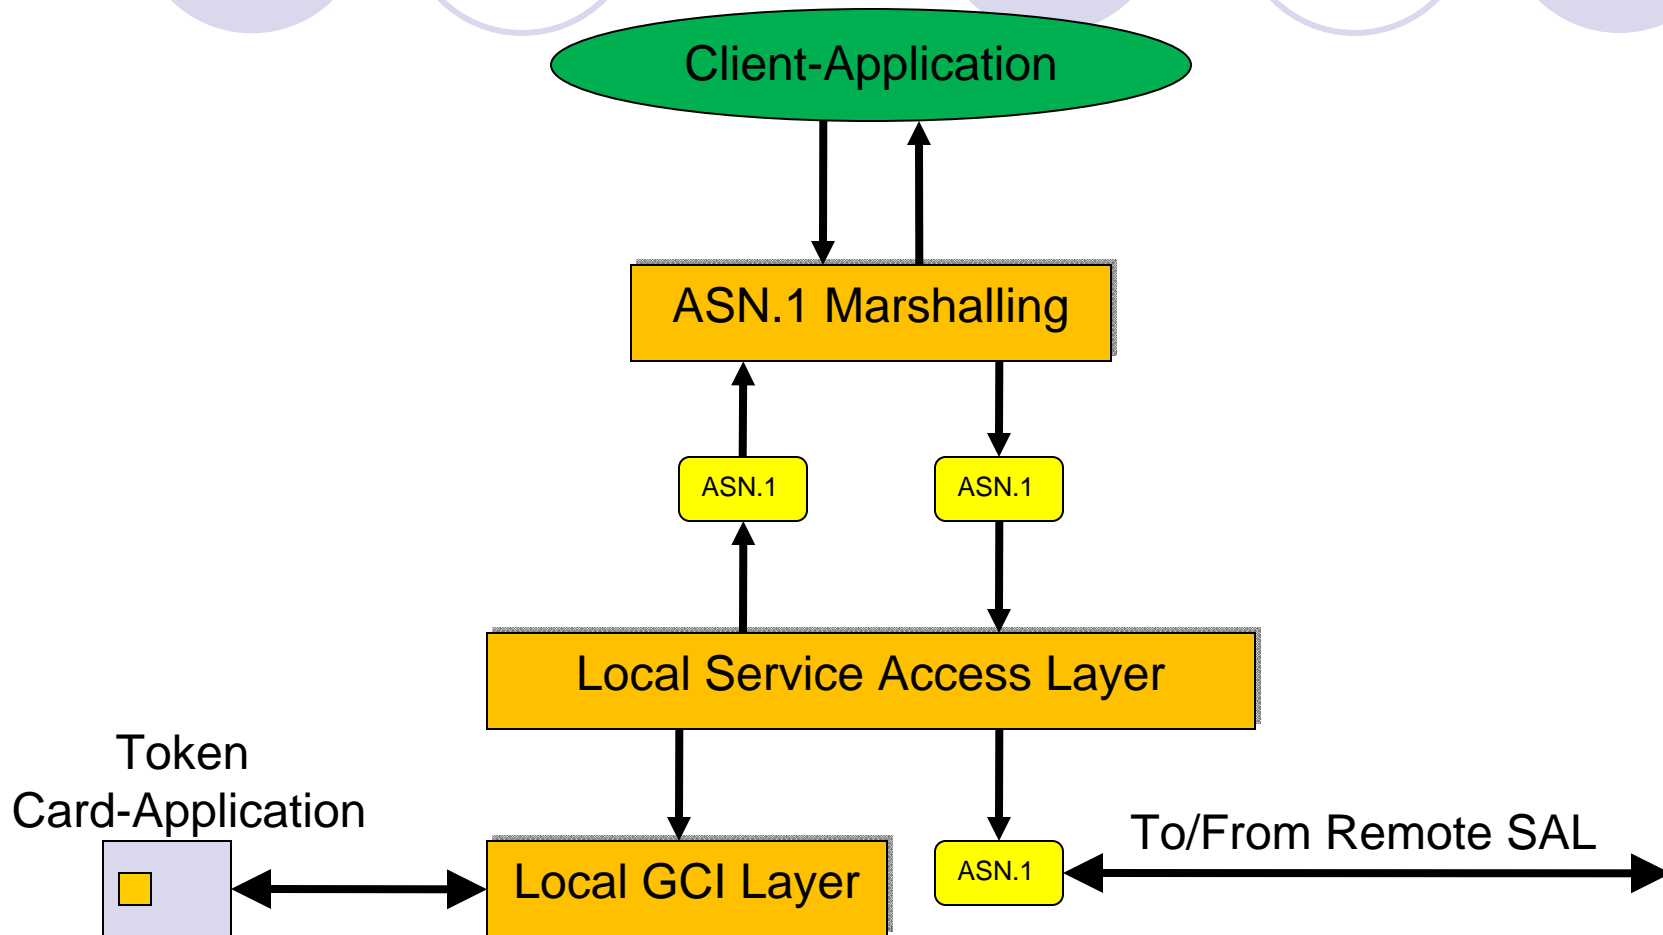 Client-Application
ASN.1 Marshalling
ASN.1
ASN.1
Local Service Access Layer
Token
Card-Application
To/From Remote SAL
Local GCI Layer
ASN.1